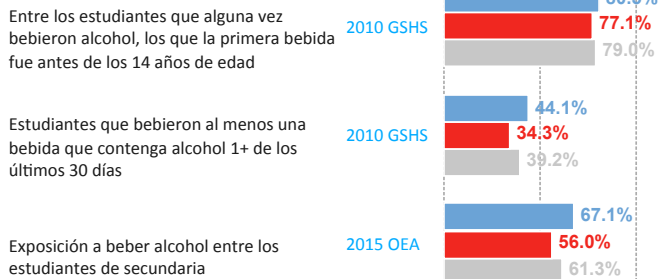 Entre los estudiantes que alguna vez
bebieron alcohol, los que la primera bebida
fue antes de los 14 años de edad
2010 GSHS
77.1%
79.0%
Estudiantes que bebieron al menos una
bebida que contenga alcohol 1+ de los
últimos 30 días
2010 GSHS
44.1%
34.3%
39.2%
Exposición a beber alcohol entre los
estudiantes de secundaria
2015 OEA
67.1%
56.0%
61.3%